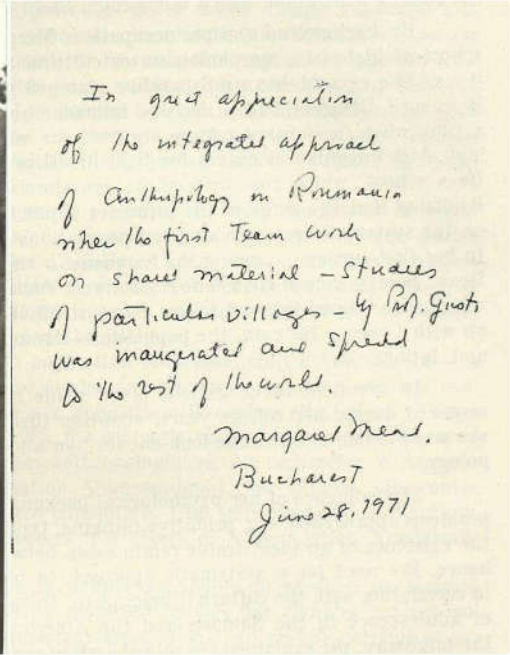 In great appreciation
of the integrated approach
of Anthropology in Roumania
where the first Team work
on shared material – Studies
of particular villages – by Prof. Gusti
was inaugerated and spread
to the rest of the world.
Margaret Mead.
Bucharest
June 28, 1971